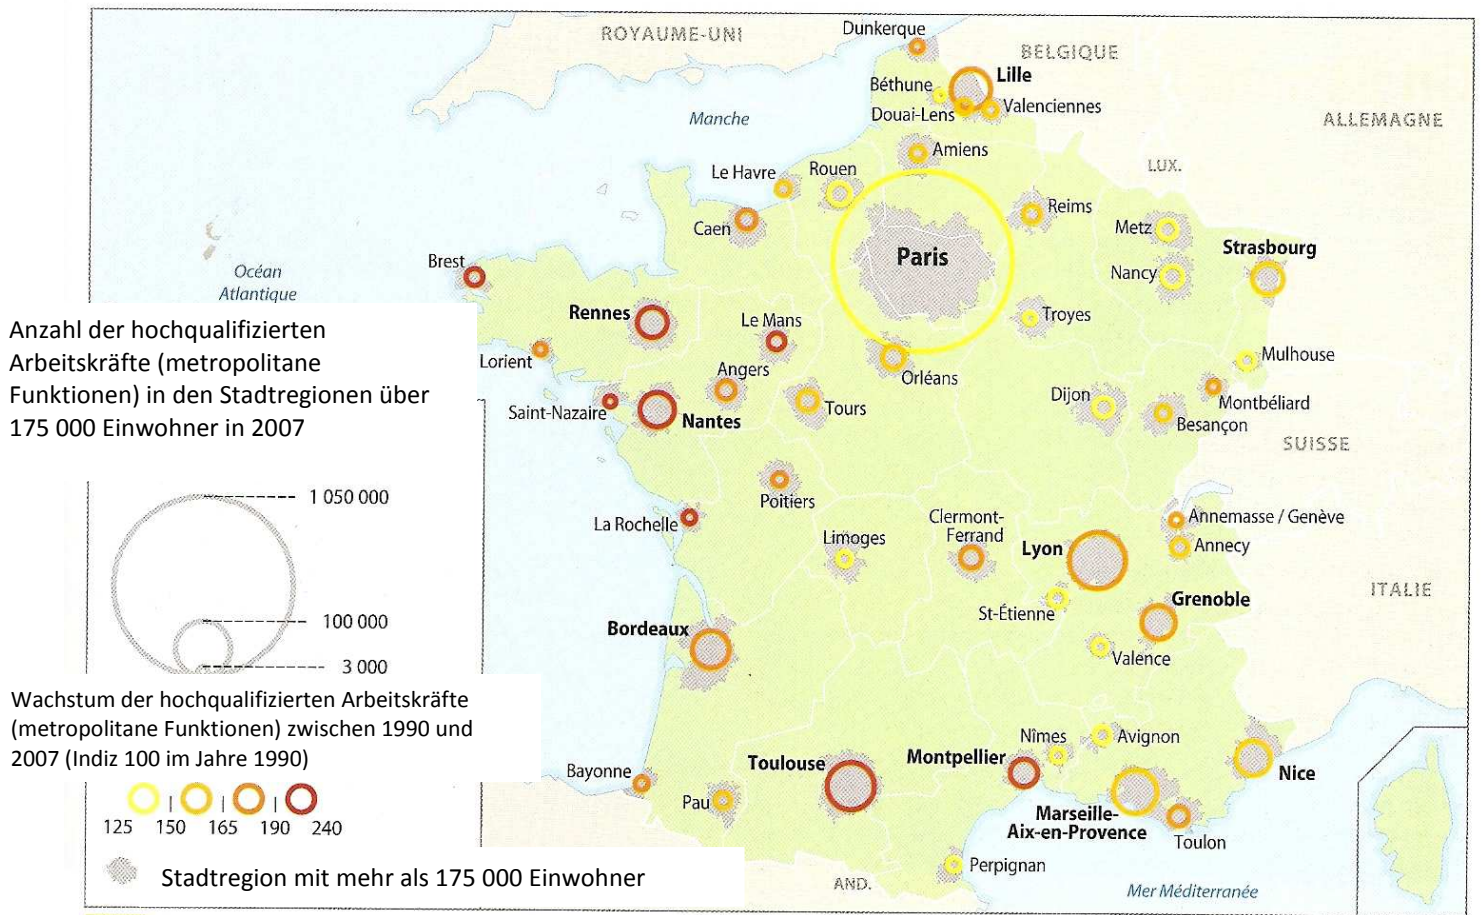 ROYAUME-UNI
Dunkerque
BELGIQUE
Lille
Béthune
Valenciennes
Douai-Lens
Manche
ALLEMAGNE
Amiens
LUX.
Le Havre
Rouen
Reims
Metz
Caen
Strasbourg
Paris
Brest
Nancy
Océan
Atlantique
Rennes
Le Mans
Troyes
Mulhouse
Lorient
Angers
Orléans
Montbéliard
Dijon
Saint-Nazaire
Nantes
Tours
Besançon
SUISSE
Anzahl der hochqualifizierten
Arbeitskräfte (metropolitane
Funktionen) in den Stadtregionen über
175 000 Einwohner in 2007
1 050 000
100 000
3 000
Poitiers
La Rochelle
Limoges
Clermont-
Ferrand
Lyon
Annemasse / Genève
Annecy
ITALIE
St-Étienne
Grenoble
Bordeaux
Valence
Wachstum der hochqualifizierten Arbeitskräfte
(metropolitane Funktionen) zwischen 1990 und
2007 (Indiz 100 im Jahre 1990)
125 150 165 190 240
Stadtregion mit mehr als 175 000 Einwohner
Bayonne
Pau
Toulouse
Montpellier
Nîmes
Avignon
Nice
Marseille-
Aix-en-Provence
Toulon
Perpignan
AND.
Mer Méditerranée